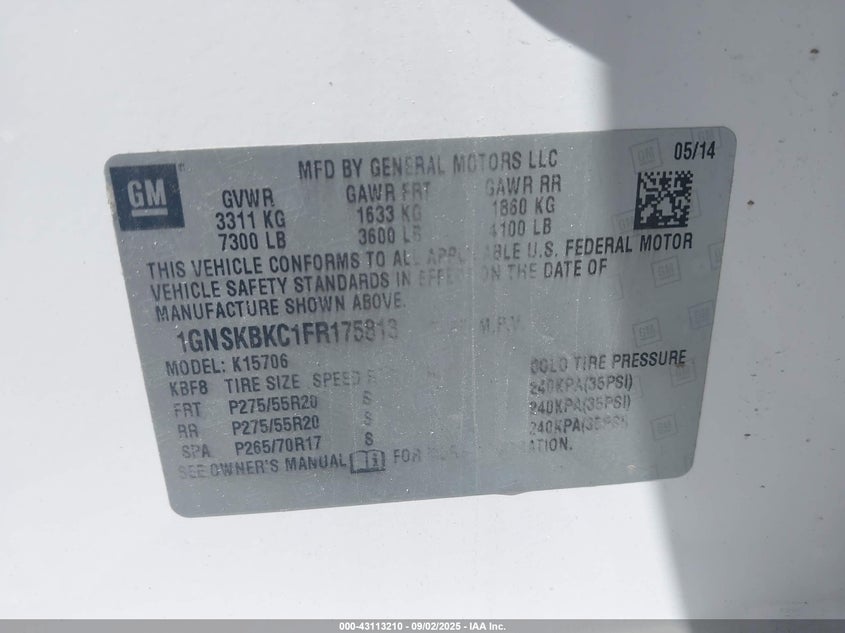 GM
MFD BY GENERAL MOTORS LLC
05/14
GVWR GAWR FRT GAWR RR
3311 KG 1633 KG 1860 KG
7300 LB 3600 LB 4100 LB
THIS VEHICLE CONFORMS TO ALL APPLICABLE U.S. FEDERAL MOTOR
VEHICLE SAFETY STANDARDS IN EFFECT ON THE DATE OF
MANUFACTURE SHOWN ABOVE.
1GNSKBKC1FR175813 M.P.V.
MODEL: K15706
KBF8 TIRE SIZE SPEED COLD TIRE PRESSURE
FRT P275/55R20 S 240KPA(35PSI)
RR P275/55R20 S 240KPA(35PSI)
SPA P265/70R17 S 240KPA(35PSI)
SEE OWNER'S MANUAL FOR
000-43113210 - 09/02/2025 - IAA Inc.